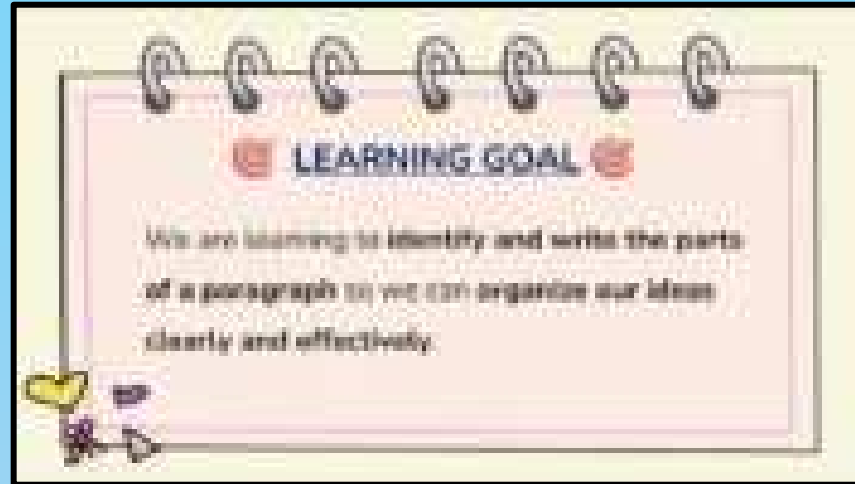 LEARNING GOAL
We are learning to identify and write the parts
of a paragraph so we can organize our ideas
clearly and effectively.